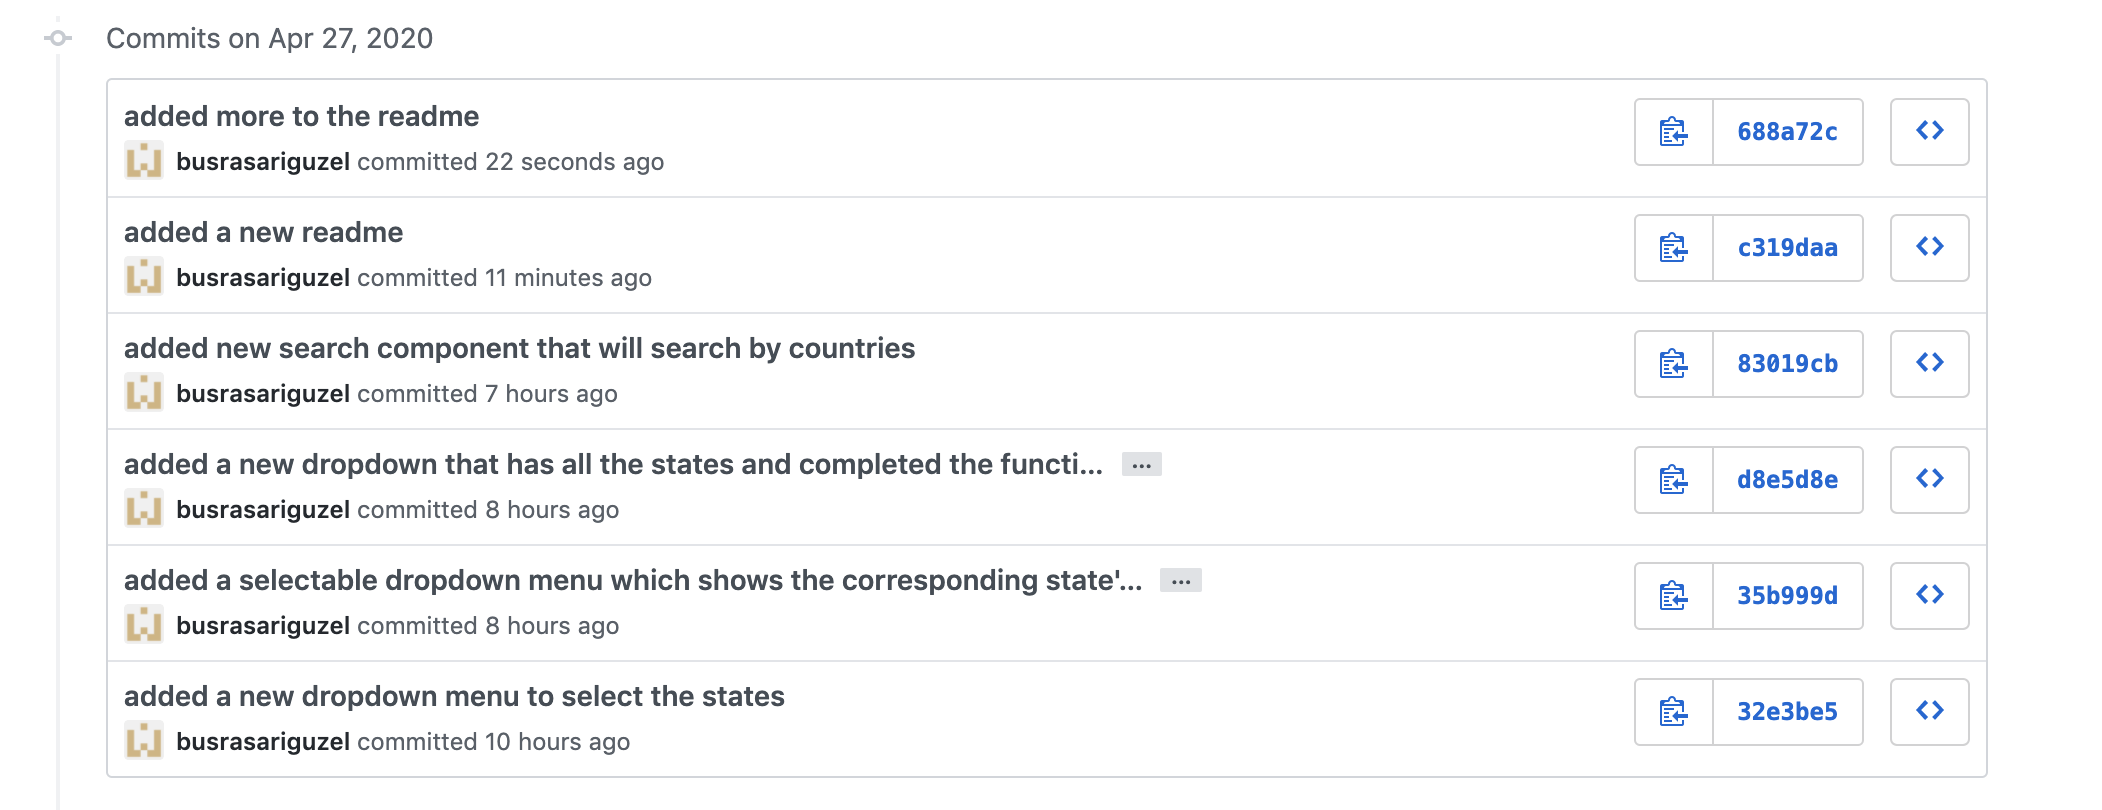 Commits on Apr 27, 2020
added more to the readme
busrasariguzel committed 22 seconds ago
688a72c
added a new readme
busrasariguzel committed 11 minutes ago
c319daa
added new search component that will search by countries
busrasariguzel committed 7 hours ago
83019cb
added a new dropdown that has all the states and completed the functi... ...
busrasariguzel committed 8 hours ago
d8e5d8e
added a selectable dropdown menu which shows the corresponding state'... ...
busrasariguzel committed 8 hours ago
35b999d
added a new dropdown menu to select the states
busrasariguzel committed 10 hours ago
32e3be5